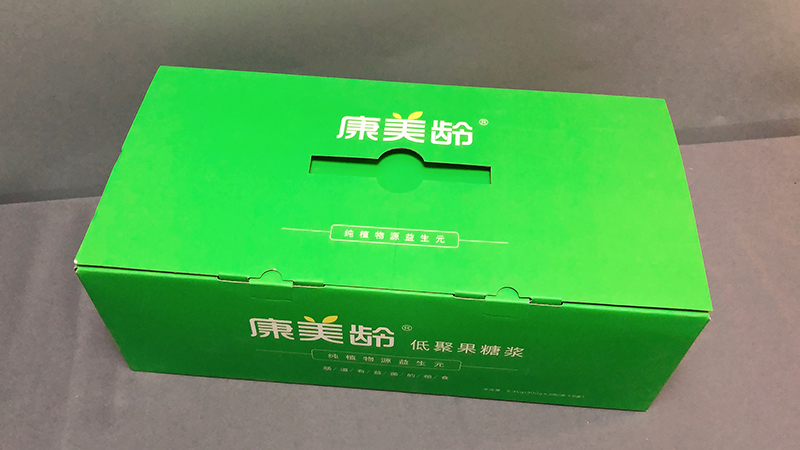 康美龄®
纯植物源益生元
康美龄® 低聚果糖浆
纯植物源益生元
肠/道/有/益/菌/的/粮/食